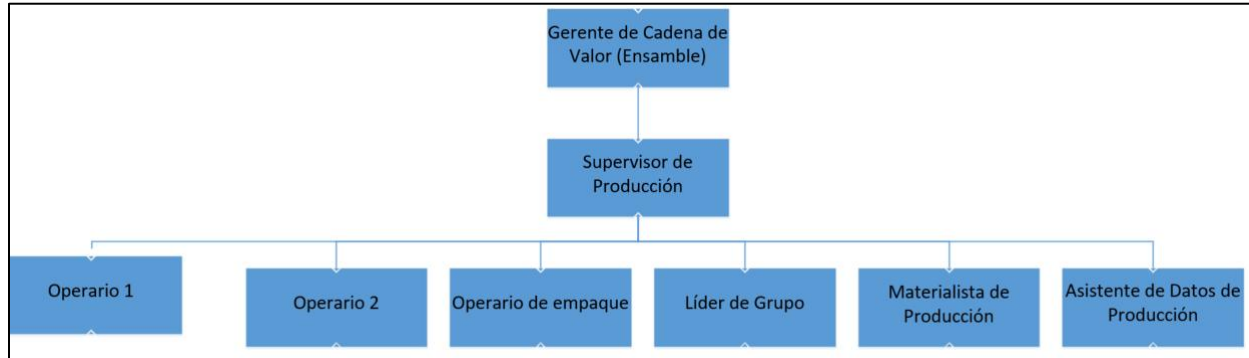 Gerente de Cadena de
Valor (Ensamble)
Supervisor de
Producción
Operario 1
Operario 2
Operario de empaque
Líder de Grupo
Materialista de
Producción
Asistente de Datos de
Producción